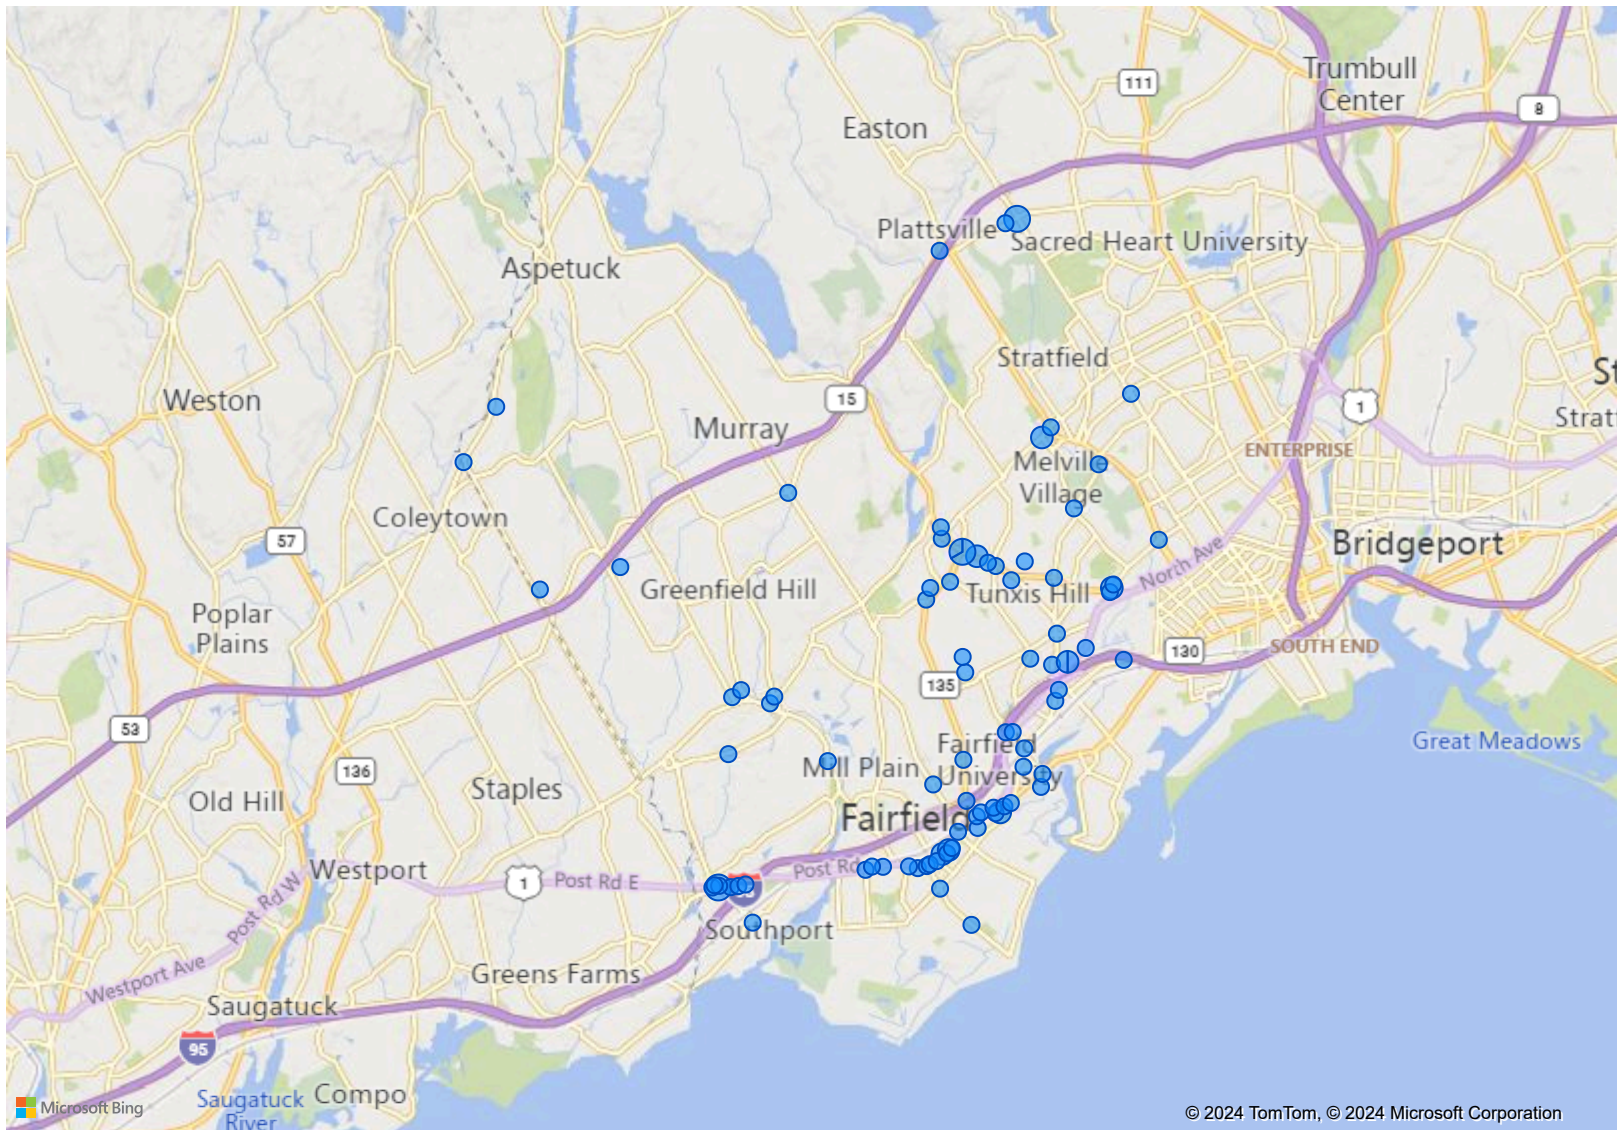 Trumbull
Center
111
8
Easton
Plattsville
Sacred Heart University
Aspetuck
Stratfield
15
1
Weston
Murray
ENTERPRISE
Melville
Village
Coleytown
57
Bridgeport
North Ave
Greenfield Hill
Tunxis Hill
Poplar
Plains
130
SOUTH END
135
53
Great Meadows
Fairfield
University
136
Mill Plain
Staples
Old Hill
Fairfield
Westport
1
Post Rd E
Post Rd
Post Rd W
Southport
Greens Farms
Westport Ave
Saugatuck
95
Compo
Saugatuck
River
Microsoft Bing
© 2024 TomTom, © 2024 Microsoft Corporation